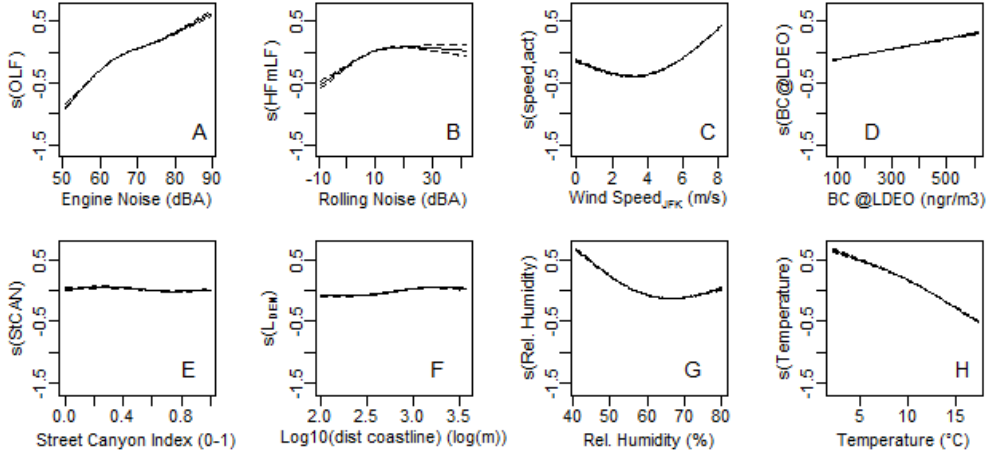 s(OLF)
0.5
-0.5
-1.5
A
50 60 70 80 90
Engine Noise (dBA)
s(HFmLF)
0.5
-0.5
-1.5
B
-10 10 30
Rolling Noise (dBA)
s(speed,act)
0.5
-0.5
-1.5
C
0 2 4 6 8
Wind Speed JFK (m/s)
s(BC@LDEO)
0.5
-0.5
-1.5
D
100 300 500
BC @LDEO (ngr/m3)
s(StCAN)
0.5
-0.5
-1.5
E
0.0 0.4 0.8
Street Canyon Index (0-1)
s(LDEN)
0.5
-0.5
-1.5
F
2.0 2.5 3.0 3.5
Log10(dist coastline) (log(m))
s(Rel. Humidity)
0.5
-0.5
-1.5
G
40 50 60 70 80
Rel. Humidity (%)
s(Temperature)
0.5
-0.5
-1.5
H
5 10 15
Temperature (°C)